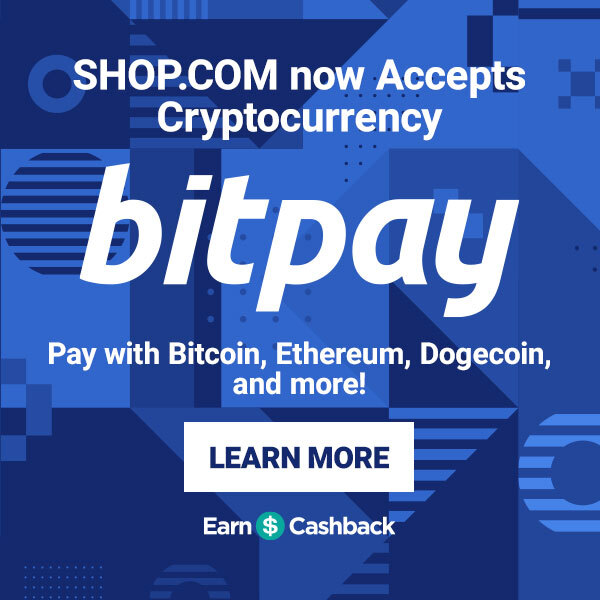 SHOP.COM now Accepts
Cryptocurrency
bitpay
Pay with Bitcoin, Ethereum, Dogecoin,
and more!
LEARN MORE
Earn $ Cashback